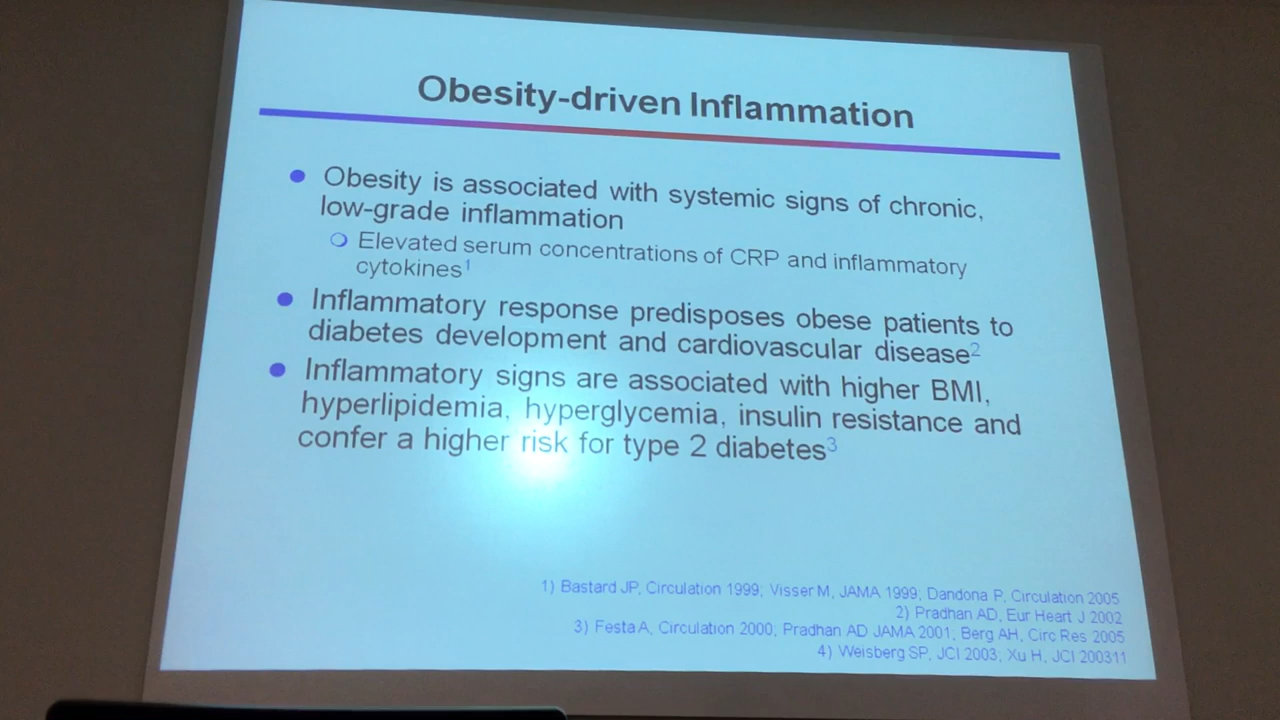 Obesity-driven Inflammation
Obesity is associated with systemic signs of chronic,
low-grade inflammation
Elevated serum concentrations of CRP and inflammatory
cytokines1
Inflammatory response predisposes obese patients to
diabetes development and cardiovascular disease2
Inflammatory signs are associated with higher BMI,
hyperlipidemia, hyperglycemia, insulin resistance and
confer a higher risk for type 2 diabetes3
1) Bastard JP, Circulation 1999; Visser M, JAMA 1999; Dandona P, Circulation 2005
2) Pradhan AD, Eur Heart J 2002
3) Festa A, Circulation 2000; Pradhan AD JAMA 2001; Berg AH, Circ Res 2005
4) Weisberg SP, JCI 2003; Xu H, JCI 200311